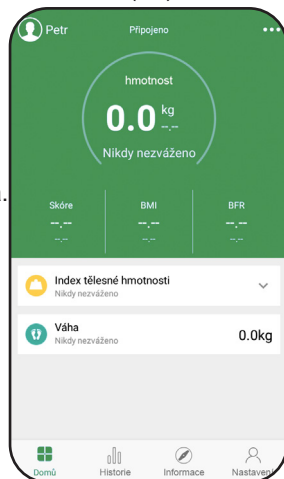 Petr
Připojeno
hmotnost
0.0 kg
--.--
Nikdy nezváženo
Skóre BMI BFR
--.-- --.-- --.--
--.-- --.-- --.--
Index tělesné hmotnosti
Nikdy nezváženo
Váha
Nikdy nezváženo
0.0kg
Domů Historie Informace Nastavení